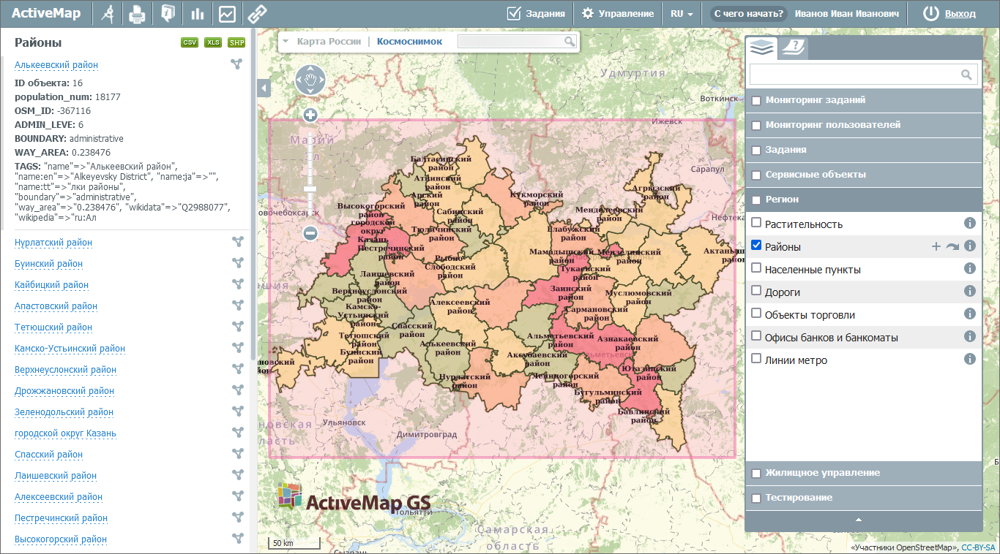 ActiveMap
Задания
Управление
RU
С чего начать?
Иванов Иван Иванович
Выход
Районы
CSV
XLS
SHP
Алькеевский район
ID объекта: 16
population_num: 18177
OSM_ID: -367116
ADMIN_LEVE: 6
BOUNDARY: administrative
WAY_AREA: 0.238476
TAGS: "name"=>"Алькеевский район",
"name:en"=>"Alkeyevsky District", "name:ja"=>"",
"name:tt"=>"лки районы",
"boundary"=>"administrative",
"way_area"=>"0.238476", "wikidata"=>"Q2988077",
"wikipedia"=>"ru:Ал
Нурлатский район
Буинский район
Кайбицкий район
Апастовский район
Тетюшский район
Камско-Устьинский район
Верхнеуслонский район
Дрожжановский район
Зеленодольский район
городской округ Казань
Спасский район
Лаишевский район
Алексеевский район
Пестречинский район
Высокогорский район
Карта России
Космоснимок
Удмуртия
Воткинск
Ижевск
Марий
Эл
Сарапул
Нефтека
овочебоксарск
Балтасинский
район
Атнинский
район
Арский
район
Кукморский
район
Агрызский
район
Высокогорский
район
Сабинский
район
Менделеевский
район
городской
округ
Казань
Тюлячинский
район
Елабужский
район
Пестречинский
район
Мамадышский
район
Мензелинский
район
Актаныш
район
Рыбно-
Слободский
район
Тукаевский
район
Лаишевский
район
Заинский
район
Верхнеуслонский
район
Муслюмовский
район
Алексеевский
район
Камско-
Устьинский
район
Сармановский
район
Спасский
район
Тетюшский
район
Алькеевский
район
Альметьевский
район
Азнакаевский
район
Буинский
район
Аксубаевский
район
ановский
йон
Нурлатский
район
Лениногорский
район
Ютазинский
район
Бугульминский
район
Бавлинский
район
новская
ласть
Ульяновск
Димитровград
ActiveMap GS
Тольятти
Самарская
область
Сызрань
50 km
Мониторинг заданий
Мониторинг пользователей
Задания
Сервисные объекты
Регион
Растительность
Районы
Населенные пункты
Дороги
Объекты торговли
Офисы банков и банкоматы
Линии метро
Жилищное управление
Тестирование
«Участники OpenStreetMap», CC-BY-SA